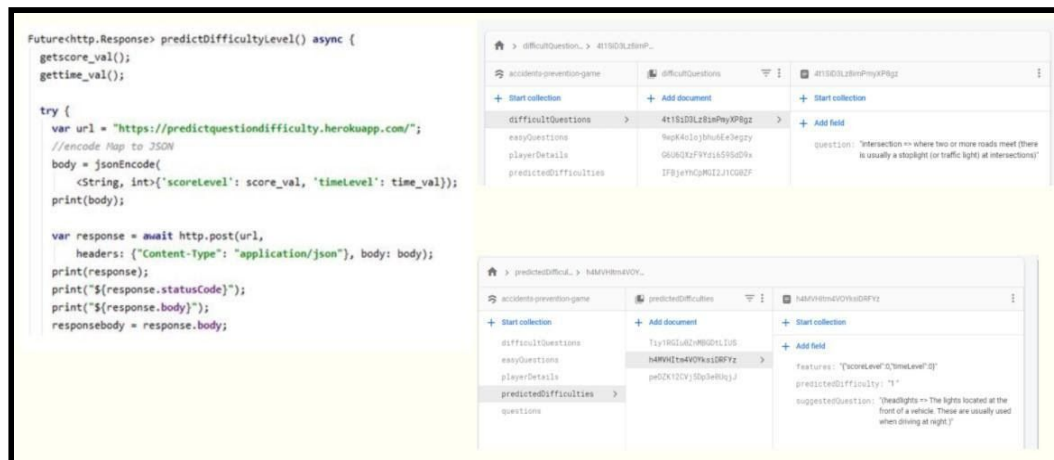 Future<http.Response> predictDifficultyLevel() async {
getscore_val();
gettime_val();
try {
var url = "https://predictquestiondifficulty.herokuapp.com/";
//encode Map to JSON
body = jsonEncode(
<String, int>{'scoreLevel': score_val, 'timeLevel': time_val});
print(body);
var response = await http.post(url,
headers: {"Content-Type": "application/json"}, body: body);
print(response);
print("${response.statusCode}");
print("${response.body}");
responsebody = response.body;
> difficultQuestion... > 4t1SiD3Lz8imP...
accidents-prevention-game
+ Start collection
difficultQuestions >
easyQuestions
playerDetails
predictedDifficulties
difficultQuestions
+ Add document
4t1SiD3Lz8imPmyXP8gz >
4t1SiD3Lz8imPmyXP8gz
+ Start collection
+ Add field
question: "intersection => where two or more roads meet (there
is usually a stoplight (or traffic light) at intersections)"
> predictedDifficul... > h4MVHItm4VOY...
accidents-prevention-game
+ Start collection
difficultQuestions
easyQuestions
playerDetails
predictedDifficulties >
questions
predictedDifficulties
+ Add document
h4MVHItm4VOYksiDRFYz >
h4MVHItm4VOYksiDRFYz
+ Start collection
+ Add field
features: "{"scoreLevel":0,"timeLevel":0}"
predictedDifficulty: "1 "
suggestedQuestion: "(headlights => The lights located at the
front of a vehicle. These are usually used
when driving at night.)"